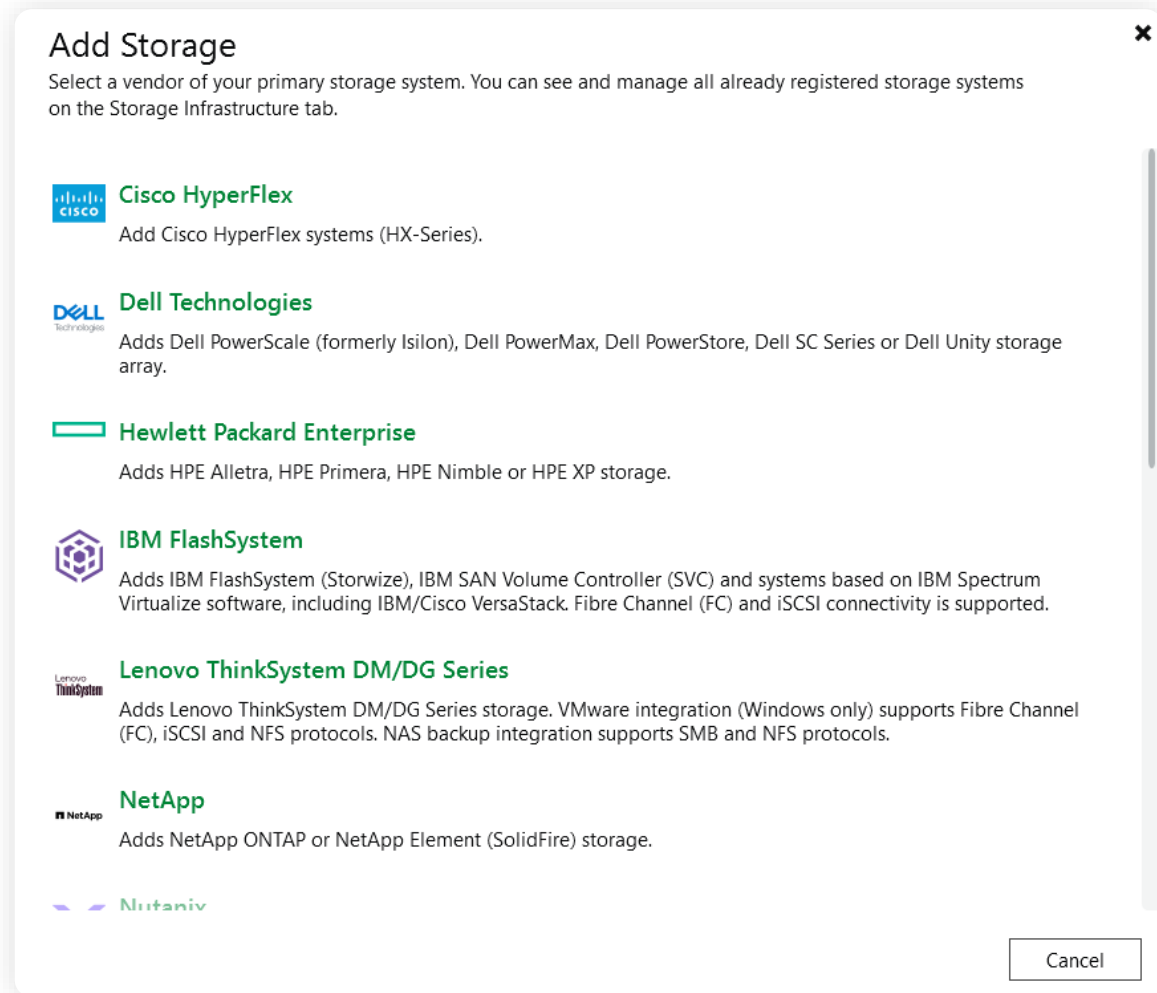 Add Storage
Select a vendor of your primary storage system. You can see and manage all already registered storage systems
on the Storage Infrastructure tab.
CISCO
Cisco HyperFlex
Add Cisco HyperFlex systems (HX-Series).
DELL
Technologies
Dell Technologies
Adds Dell PowerScale (formerly Isilon), Dell PowerMax, Dell PowerStore, Dell SC Series or Dell Unity storage
array.
Hewlett Packard Enterprise
Adds HPE Alletra, HPE Primera, HPE Nimble or HPE XP storage.
IBM FlashSystem
Adds IBM FlashSystem (Storwize), IBM SAN Volume Controller (SVC) and systems based on IBM Spectrum
Virtualize software, including IBM/Cisco VersaStack. Fibre Channel (FC) and iSCSI connectivity is supported.
Lenovo
ThinkSystem
Lenovo ThinkSystem DM/DG Series
Adds Lenovo ThinkSystem DM/DG Series storage. VMware integration (Windows only) supports Fibre Channel
(FC), iSCSI and NFS protocols. NAS backup integration supports SMB and NFS protocols.
NetApp
NetApp
Adds NetApp ONTAP or NetApp Element (SolidFire) storage.
Nutanix
Cancel